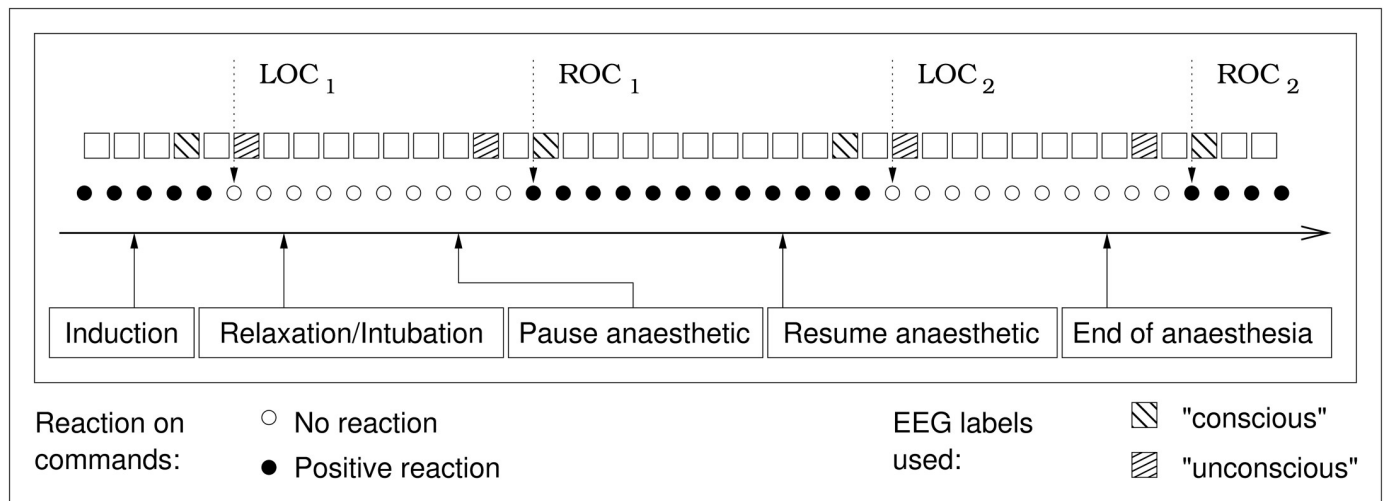 LOC 1 ROC 1 LOC 2 ROC 2
Induction Relaxation/Intubation Pause anaesthetic Resume anaesthetic End of anaesthesia
Reaction on
commands:
No reaction
Positive reaction
EEG labels
used:
"conscious"
"unconscious"